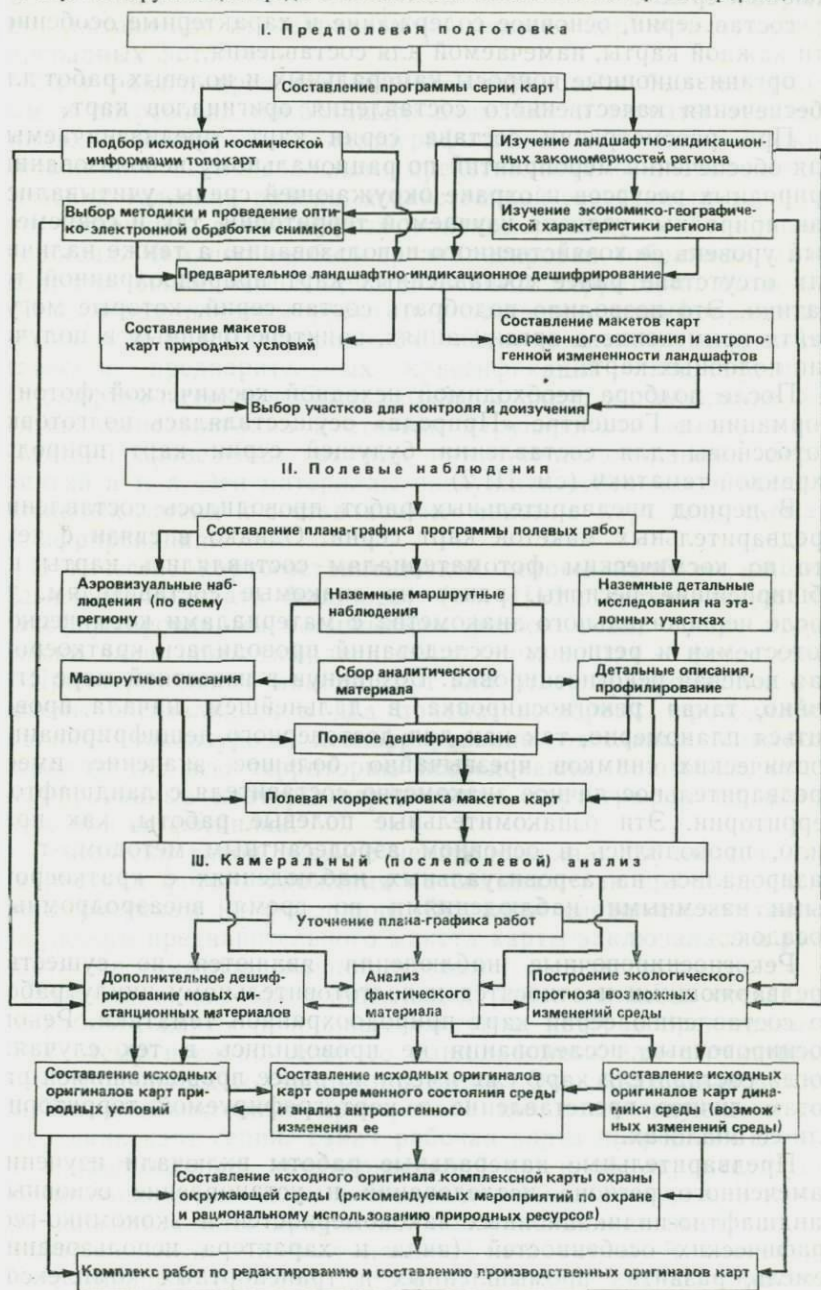 I. Предполевая подготовка
Составление программы серии карт
Подбор исходной космической
информации топокарт
Изучение ландшафтно-индикацион-
ных закономерностей региона
Выбор методики и проведение опти-
ко-электронной обработки снимков
Изучение экономико-географиче-
ской характеристики региона
Предварительное ландшафтно-индикационное дешифрирование
Составление макетов
карт природных условий
Составление макетов карт
современного состояния и антропо-
генной измененности ландшафтов
Выбор участков для контроля и доизучения
II. Полевые наблюдения
Составление плана-графика программы полевых работ
Аэровизуальные наб-
людения (по всему
региону
Наземные маршрутные
наблюдения
Наземные детальные
исследования на эта-
лонных участках
Маршрутные описания
Сбор аналитического
материала
Детальные описания,
профилирование
Полевое дешифрирование
Полевая корректировка макетов карт
III. Камеральный (послеполевой) анализ
Уточнение плана-графика работ
Дополнительное дешиф-
рирование новых ди-
станционных материалов
Анализ
фактического
материала
Построение экологического
прогноза возможных
изменений среды
Составление исходных
оригиналов карт при-
родных условий
Составление исходных оригиналов
карт современного состояния среды
и анализ антропогенного
изменения ее
Составление исходных
оригиналов карт дина-
мики среды (возмож-
ных изменений среды)
Составление исходного оригинала комплексной карты охраны
окружающей среды (рекомендуемых мероприятий по охране
и рациональному использованию природных ресурсов)
Комплекс работ по редактированию и составлению производственных оригиналов карт